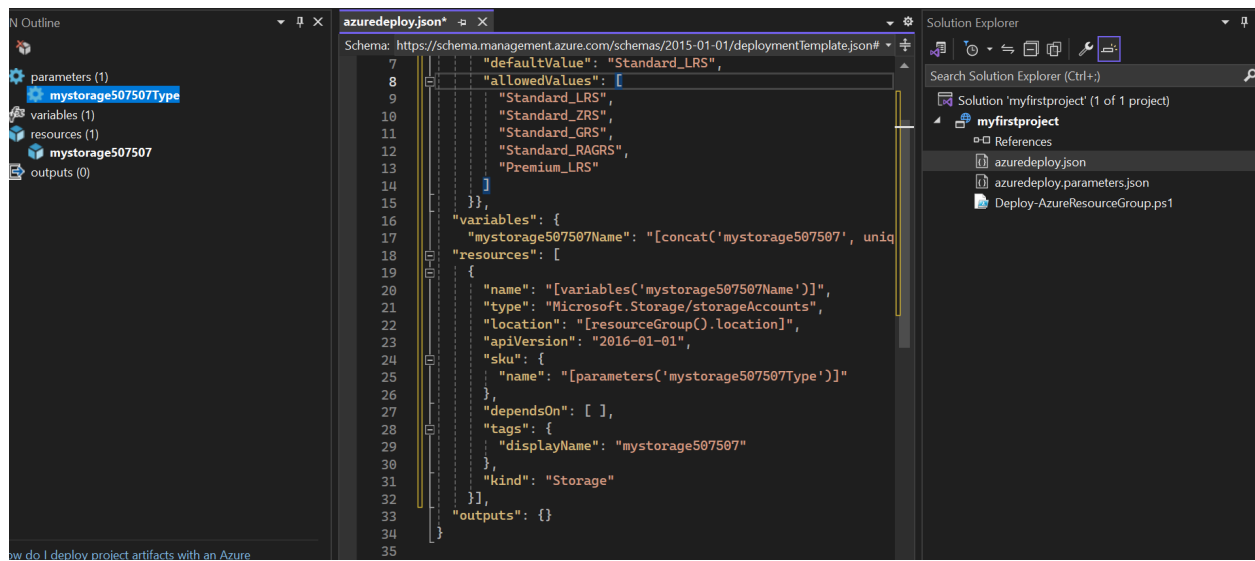 N Outline
parameters (1)
mystorage507507Type
variables (1)
resources (1)
mystorage507507
outputs (0)
ow do I deploy project artifacts with an Azure
azuredeploy.json*
Schema: https://schema.management.azure.com/schemas/2015-01-01/deploymentTemplate.json#
7 "defaultValue": "Standard_LRS",
8 "allowedValues": [
9 "Standard_LRS",
10 "Standard_ZRS",
11 "Standard_GRS",
12 "Standard_RAGRS",
13 "Premium_LRS"
14 ]
15 }},
16 "variables": {
17 "mystorage507507Name": "[concat('mystorage507507', uniq
18 "resources": [
19 {
20 "name": "[variables('mystorage507507Name')]",
21 "type": "Microsoft.Storage/storageAccounts",
22 "location": "[resourceGroup().location]",
23 "apiVersion": "2016-01-01",
24 "sku": {
25 "name": "[parameters('mystorage507507Type')]"
26 },
27 "dependsOn": [ ],
28 "tags": {
29 "displayName": "mystorage507507"
30 },
31 "kind": "Storage"
32 }],
33 "outputs": {}
34 }
35
Solution Explorer
Search Solution Explorer (Ctrl+;)
Solution 'myfirstproject' (1 of 1 project)
myfirstproject
References
azuredeploy.json
azuredeploy.parameters.json
Deploy-AzureResourceGroup.ps1